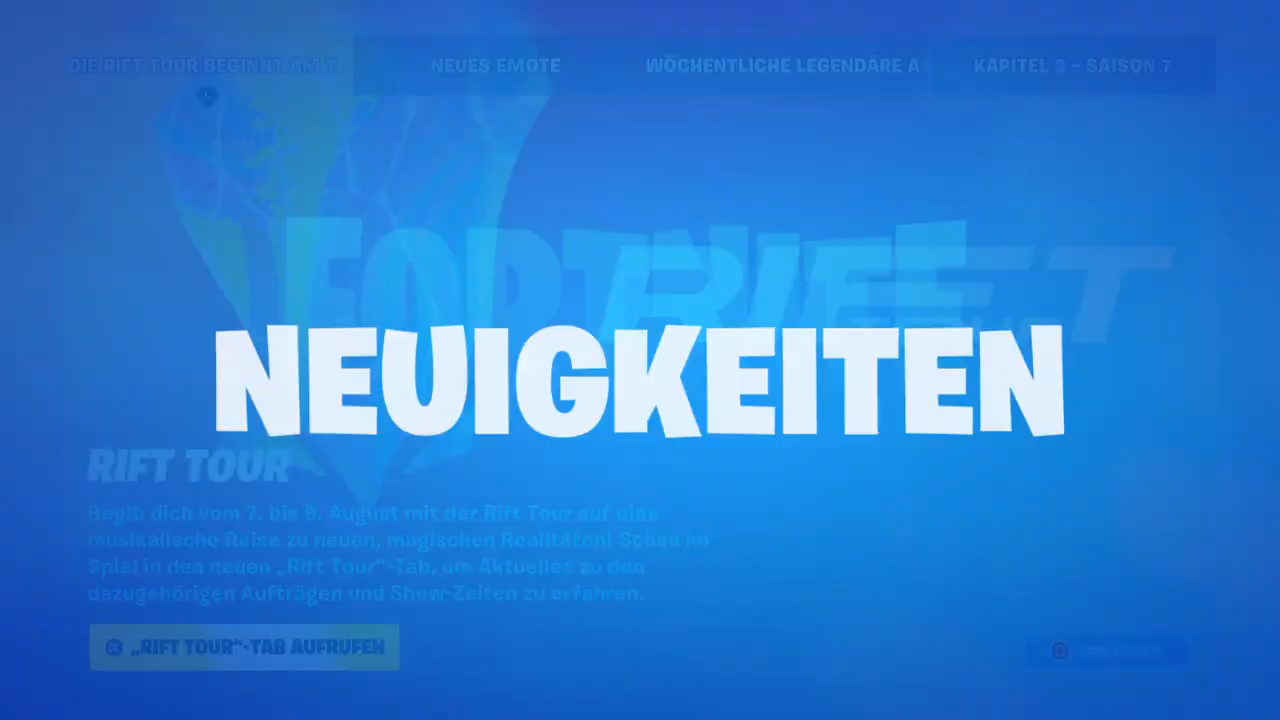 DIE RIFT TOUR BEGINNT AM 7.
NEUES EMOTE
WÖCHENTLICHE LEGENDÄRE A
KAPITEL 2 – SAISON 7
FORTNITE
RIFT
TOUR
NEUIGKEITEN
RIFT TOUR
Begib dich vom 7. bis 9. August mit der Rift Tour auf eine
musikalische Reise zu neuen, magischen Realitäten! Schau im
Spiel in den neuen „Rift Tour“-Tab, um Aktuelles zu den
dazugehörigen Aufträgen und Show-Zeiten zu erfahren.
„RIFT TOUR“-TAB AUFRUFEN